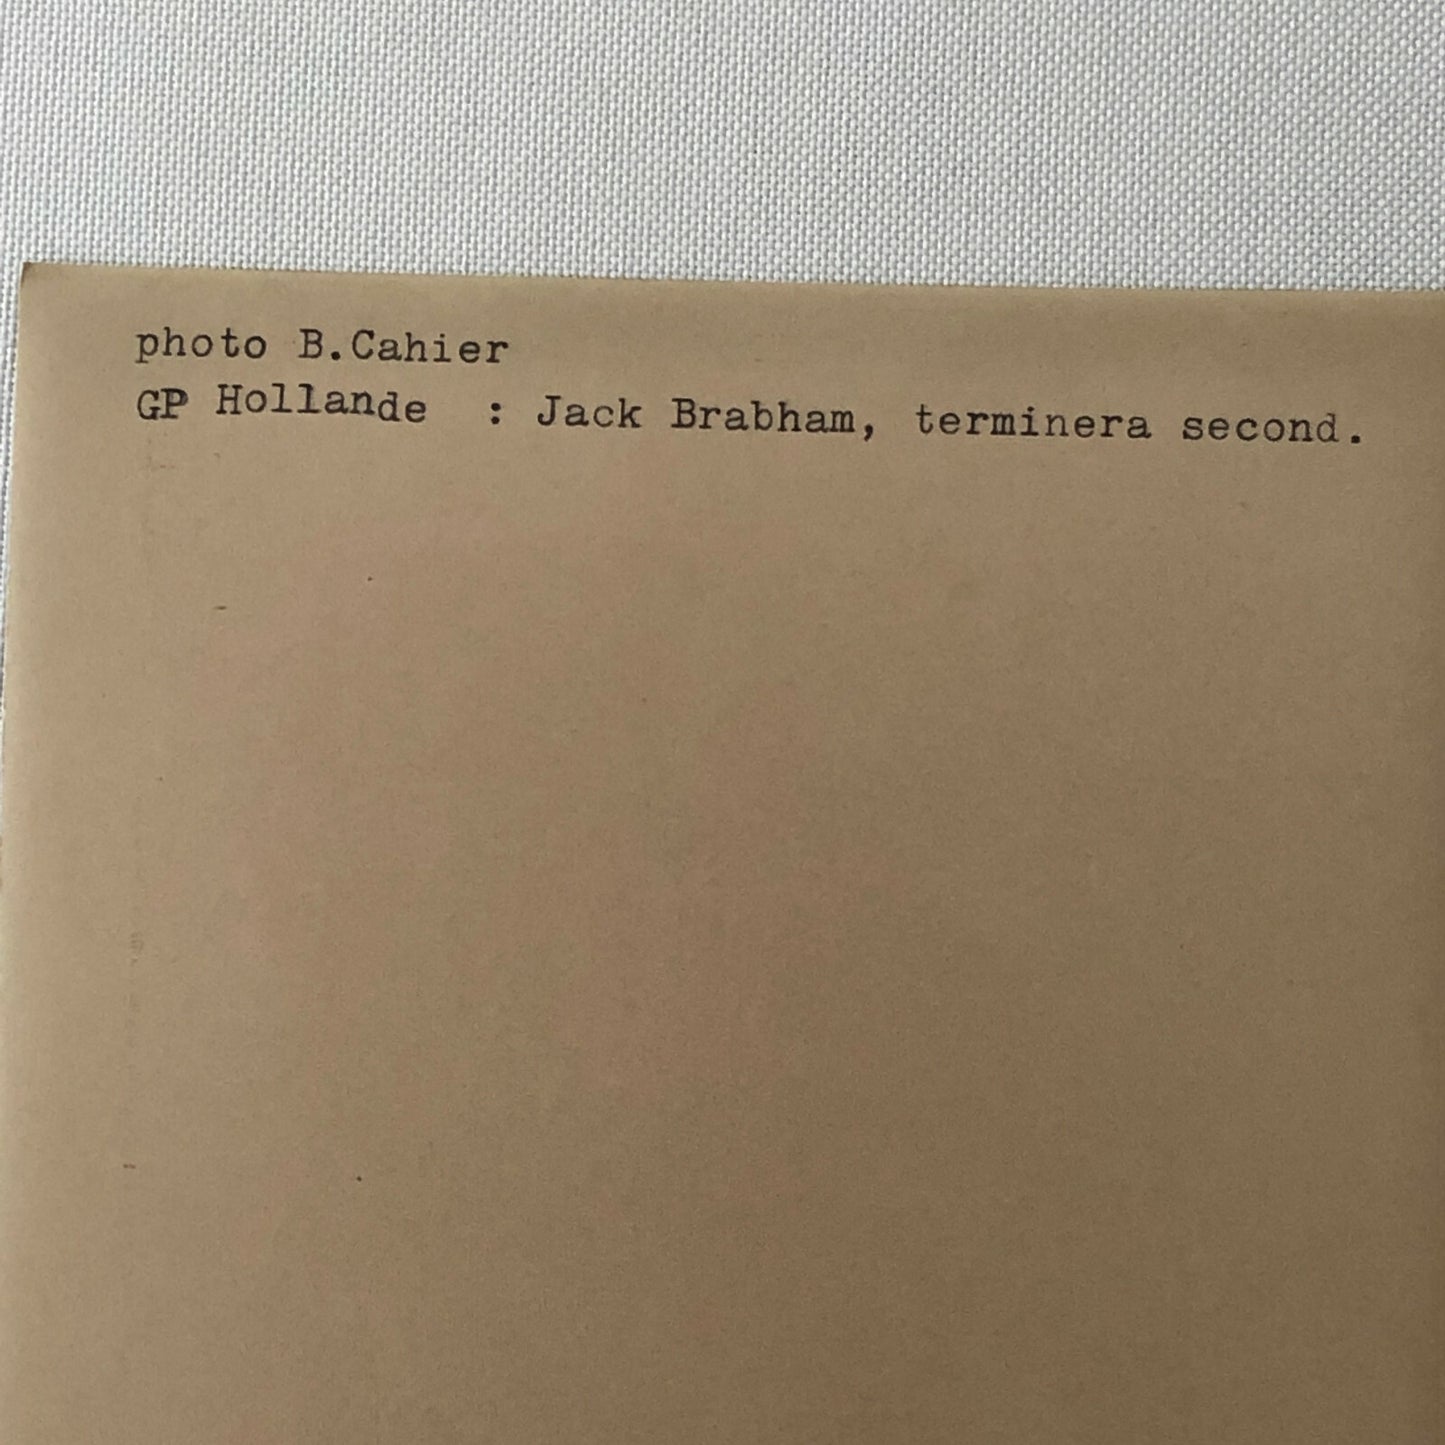 photo B.Cahier
GP Hollande : Jack Brabham, terminera second.